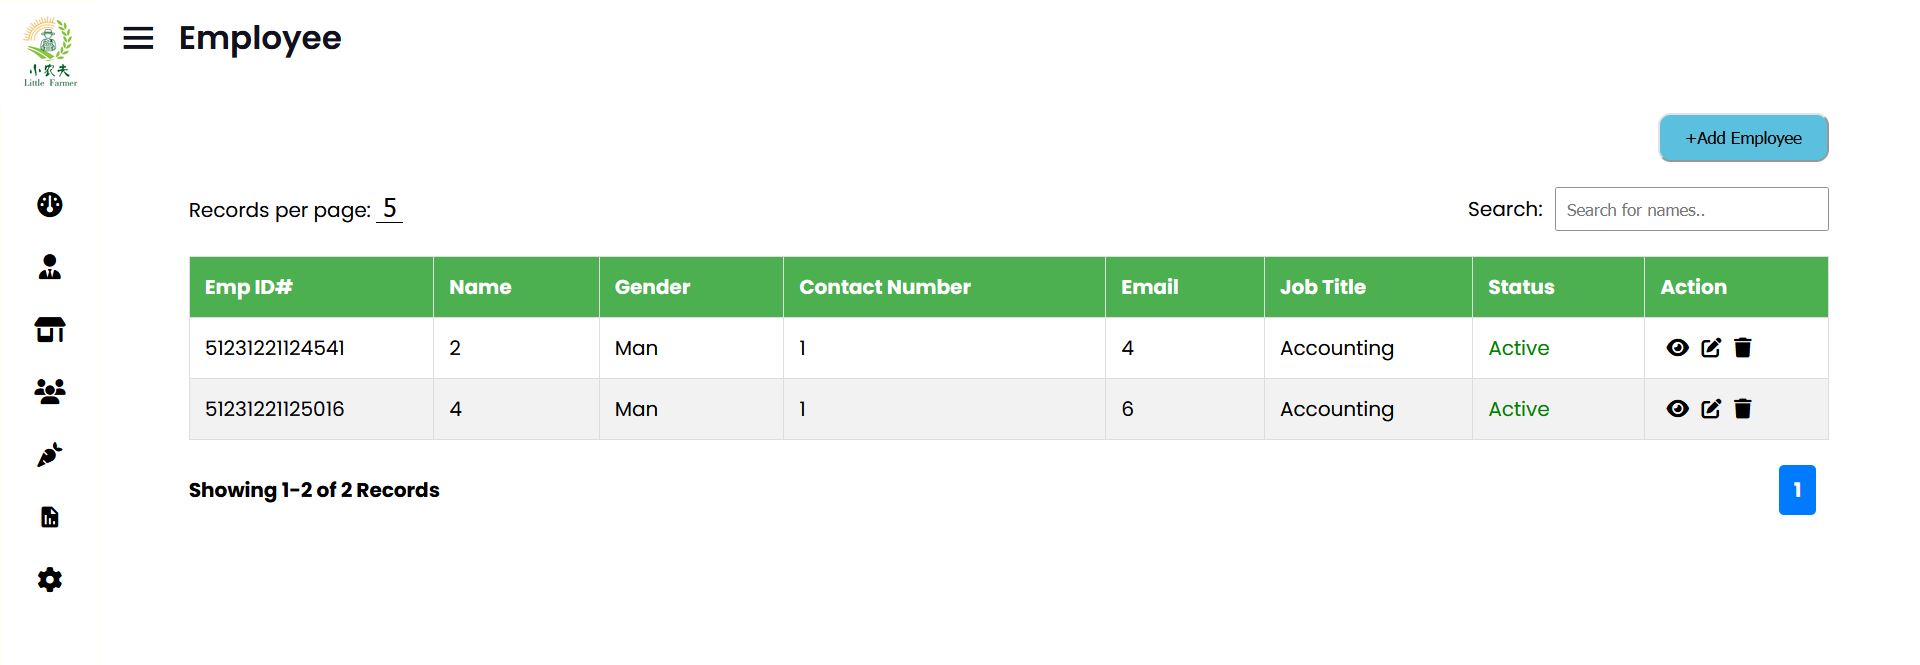 小农夫
Little Farmer
Employee
+Add Employee
Records per page: 5
Search: Search for names..
Emp ID# Name Gender Contact Number Email Job Title Status Action
51231221124541 2 Man 1 4 Accounting Active
51231221125016 4 Man 1 6 Accounting Active
Showing 1-2 of 2 Records
1